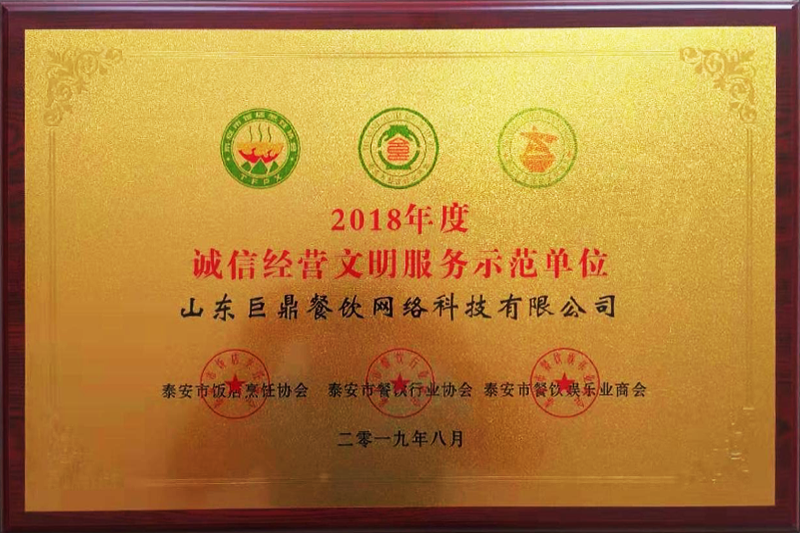 TFPX
2018年度
诚信经营文明服务示范单位
山东巨鼎餐饮网络科技有限公司
泰安市饭店烹饪协会 泰安市餐饮行业协会 泰安市餐饮娱乐业商会
二零一九年八月